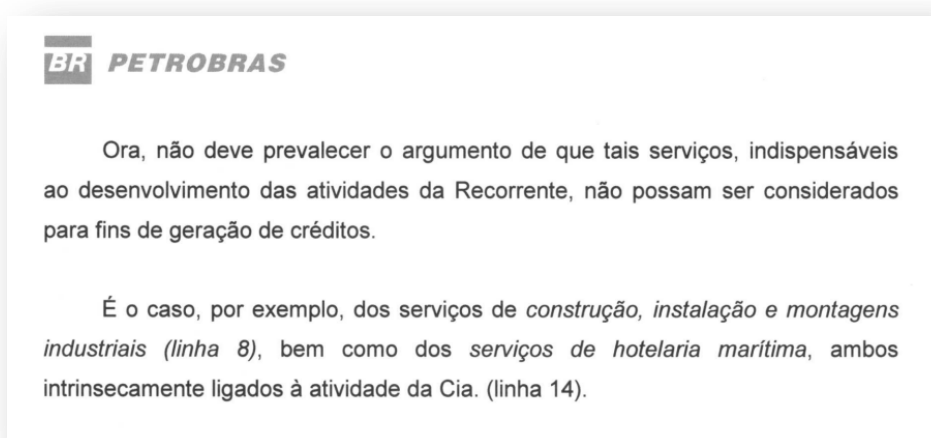 BR PETROBRAS
Ora, não deve prevalecer o argumento de que tais serviços, indispensáveis
ao desenvolvimento das atividades da Recorrente, não possam ser considerados
para fins de geração de créditos.
É o caso, por exemplo, dos serviços de construção, instalação e montagens
industriais (linha 8), bem como dos serviços de hotelaria marítima, ambos
intrinsecamente ligados à atividade da Cia. (linha 14).